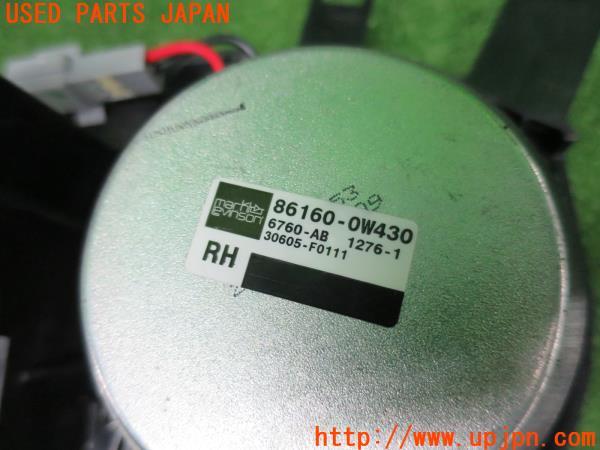 USED PARTS JAPAN
mark levinson
86160-0W430
6760-AB 1276-1
30605-F0111
RH
http://www.upjpn.com